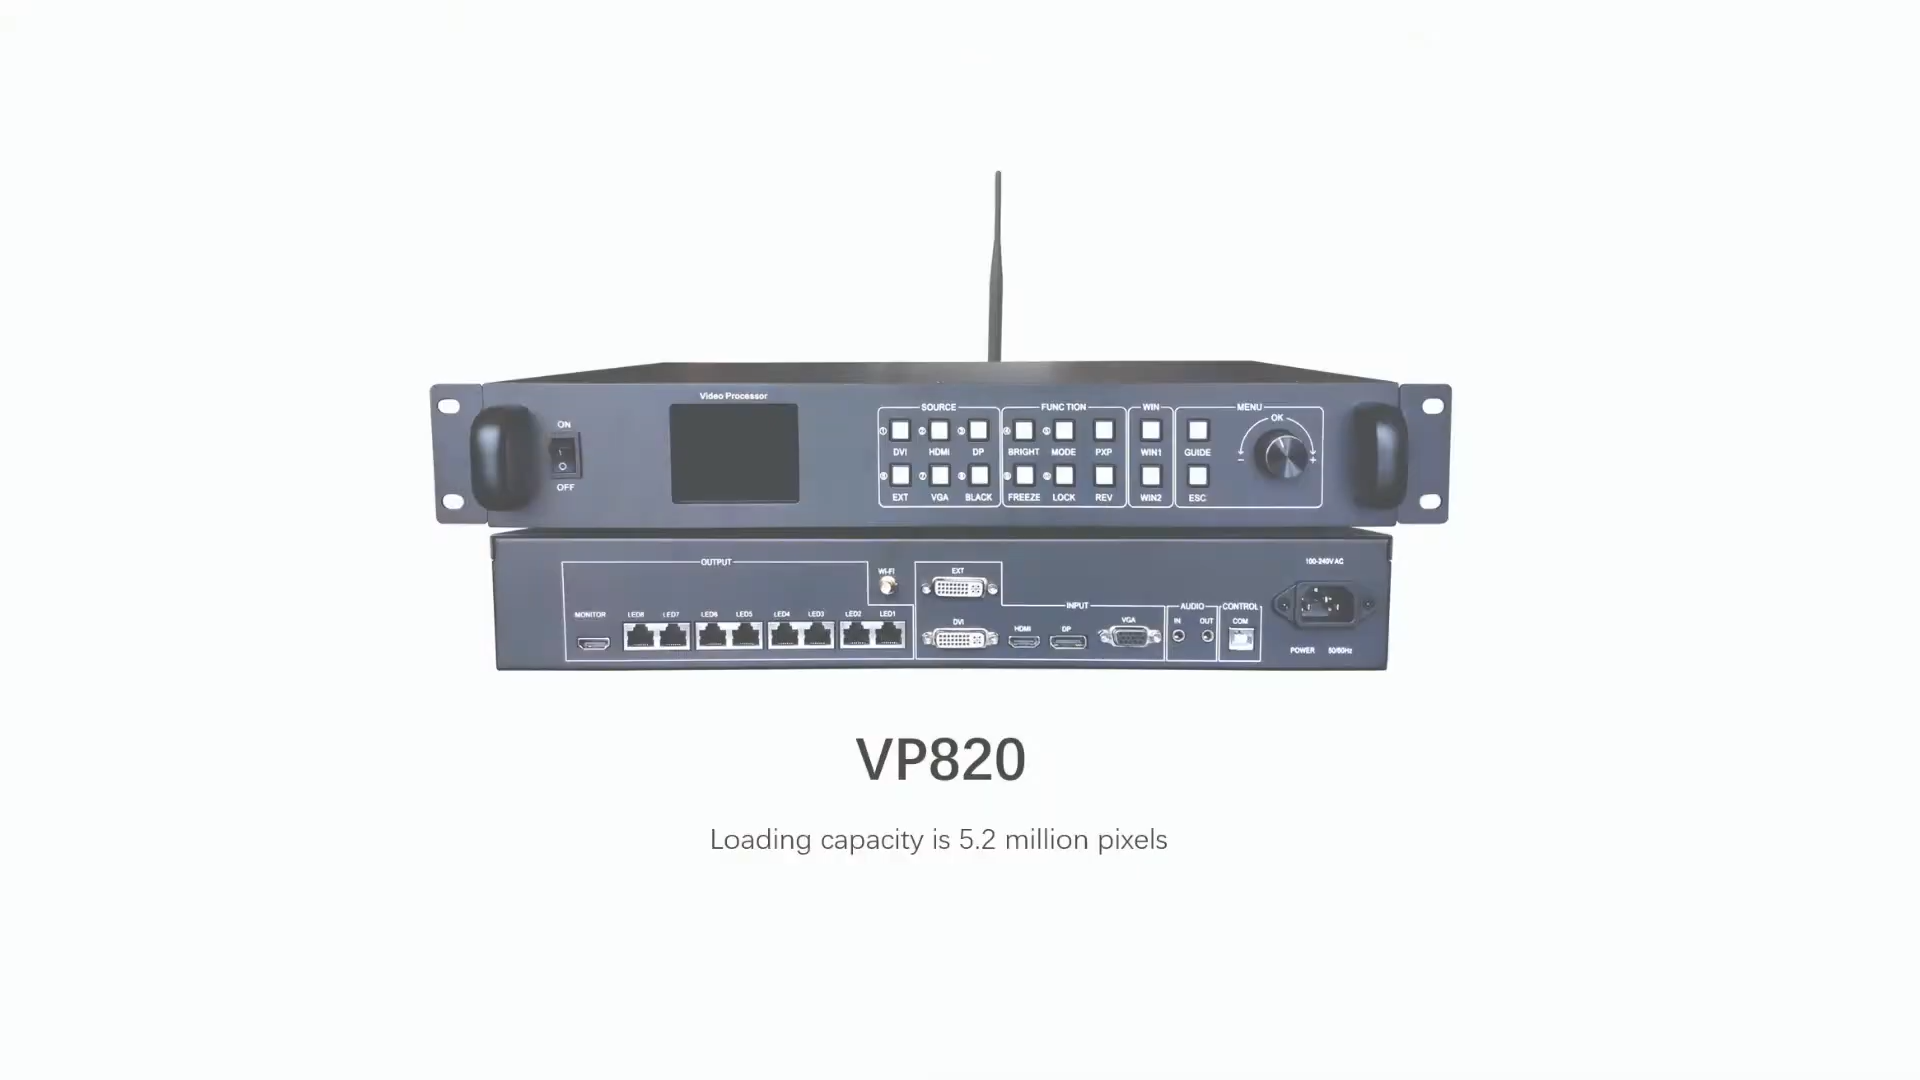 Video Processor
ON
OFF
SOURCE
DVI HDMI DP
EXT VGA BLACK
FUNCTION
BRIGHT MODE PXP
FREEZE LOCK REV
WIN
WIN1
WIN2
MENU
OK
- +
GUIDE
ESC
OUTPUT
MONITOR LED8 LED7 LED6 LED5 LED4 LED3 LED2 LED1
WI-FI
EXT
INPUT
DVI HDMI DP VGA
AUDIO
IN OUT
CONTROL
COM
100-240V AC
POWER 50/60Hz
VP820
Loading capacity is 5.2 million pixels